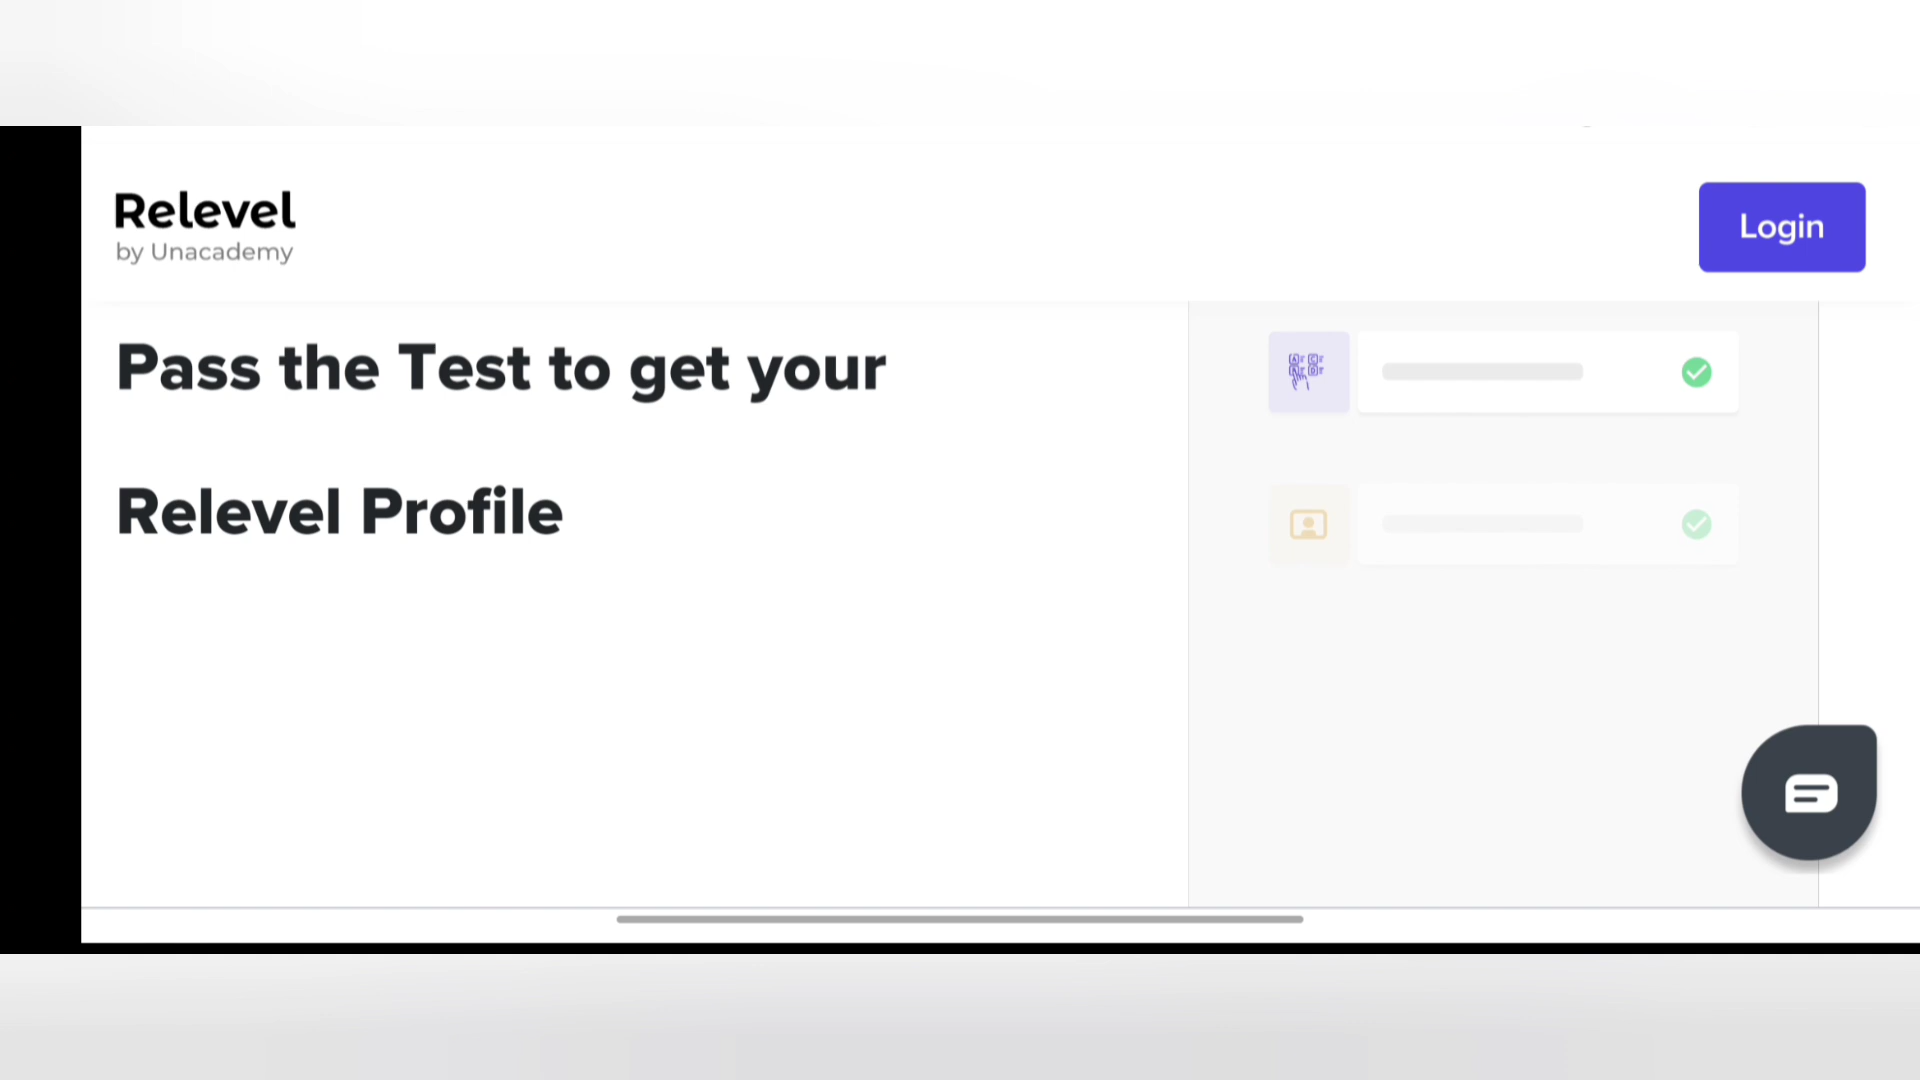 Relevel
by Unacademy
Login
Pass the Test to get your
Relevel Profile